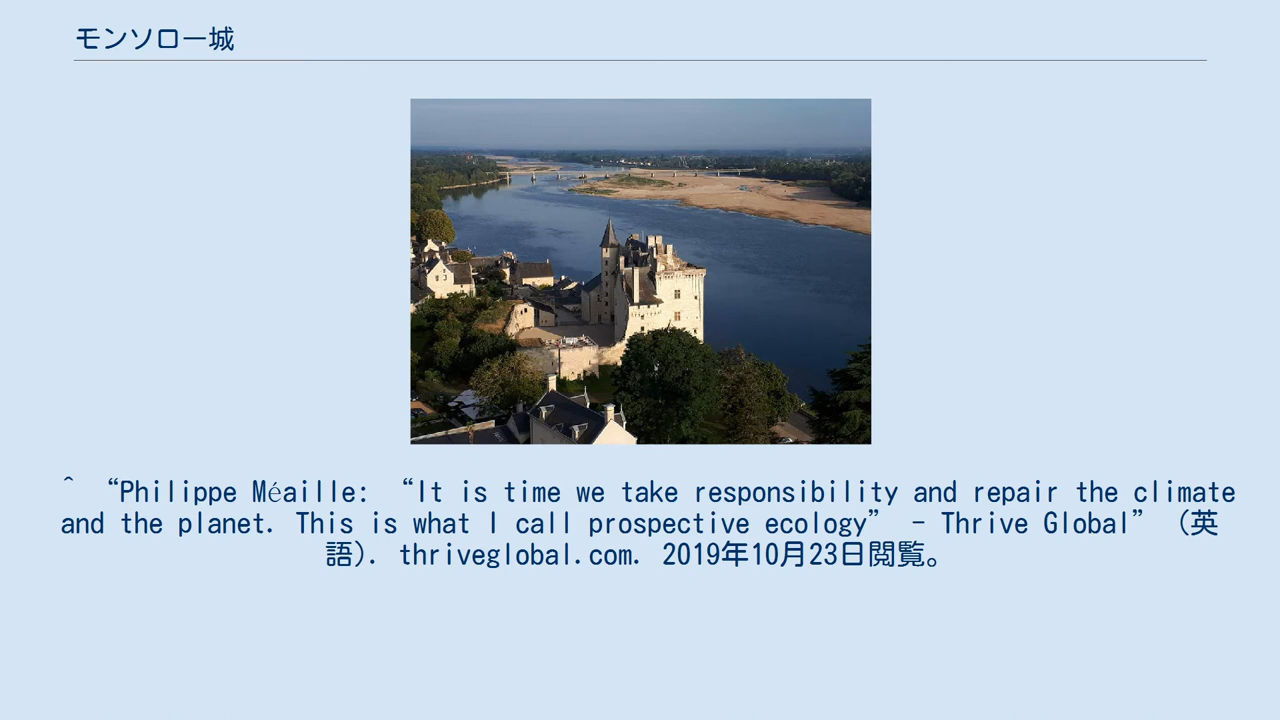 モンソロー城
^ “Philippe Méaille: “It is time we take responsibility and repair the climate
and the planet. This is what I call prospective ecology” – Thrive Global” (英
語). thriveglobal.com. 2019年10月23日閲覧。